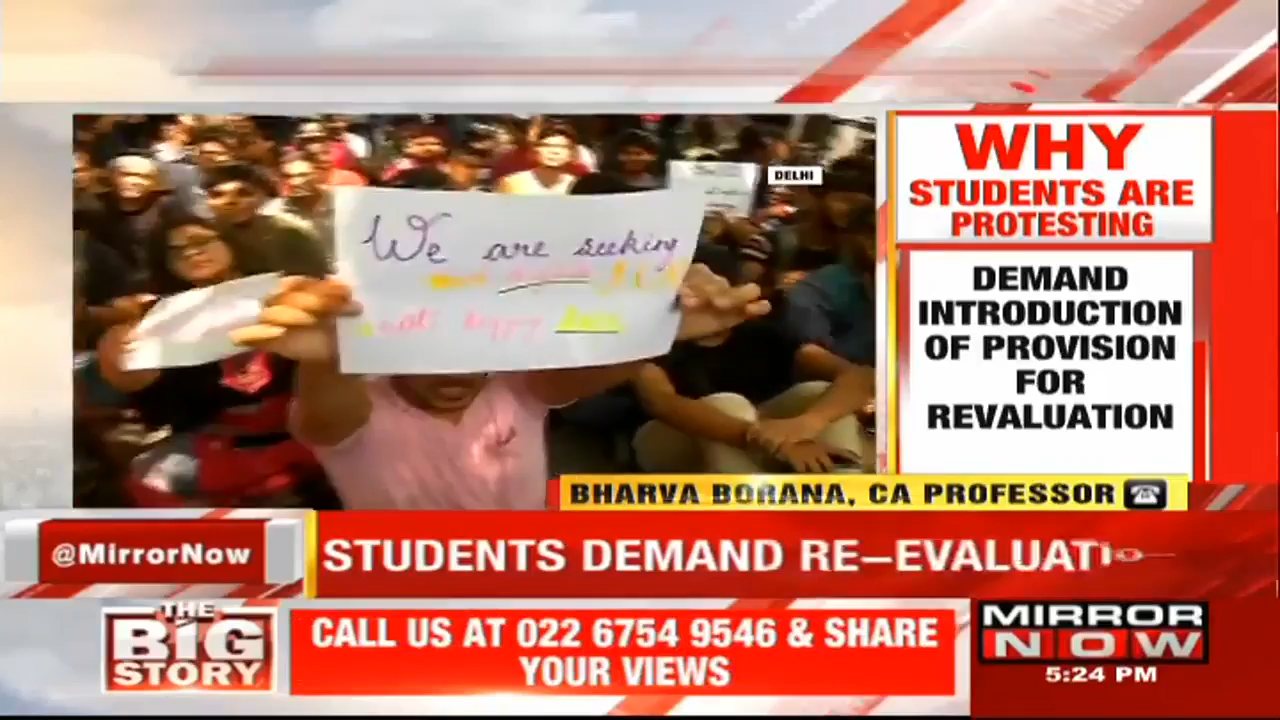 DELHI
We are seeking
WHY
STUDENTS ARE
PROTESTING
DEMAND
INTRODUCTION
OF PROVISION
FOR
REVALUATION
BHARVA BORANA, CA PROFESSOR
@MirrorNow
STUDENTS DEMAND RE–EVALUATI
THE
BIG
STORY
CALL US AT 022 6754 9546 & SHARE
YOUR VIEWS
MIRROR
NOW
5:24 PM